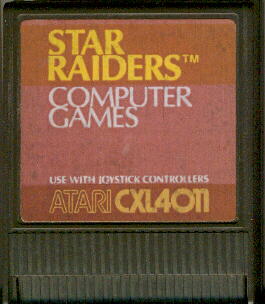 STAR
RAIDERS™
COMPUTER
GAMES
USE WITH JOYSTICK CONTROLLERS
ATARI CXL4011